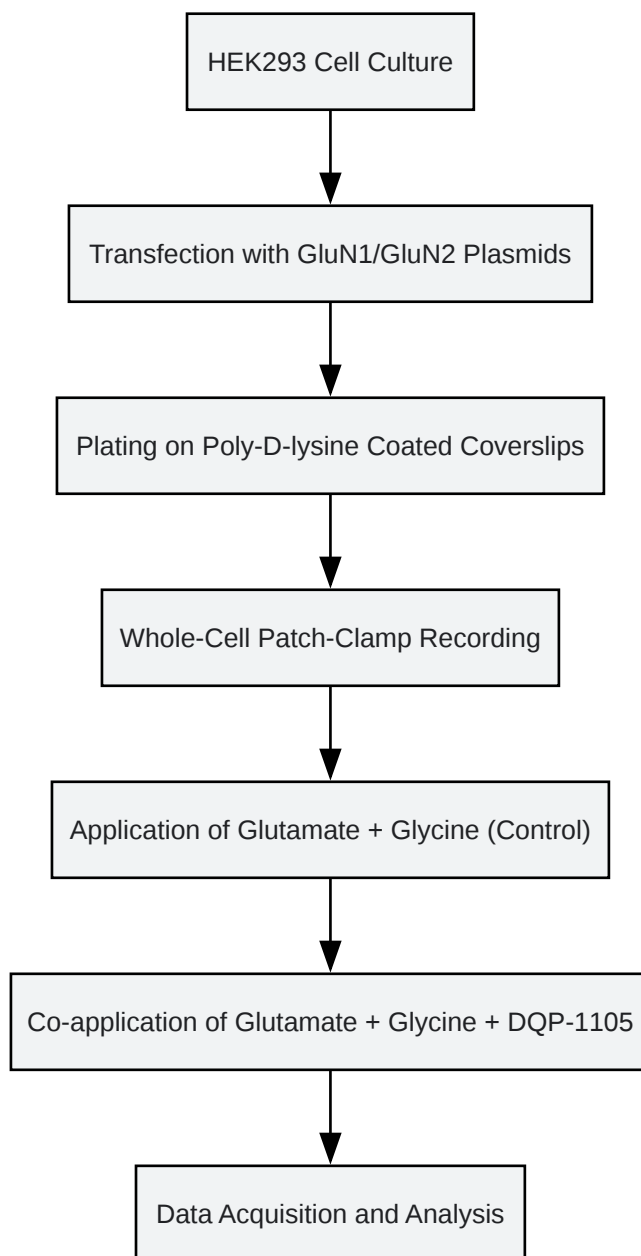 HEK293 Cell Culture
Transfection with GluN1/GluN2 Plasmids
Plating on Poly-D-lysine Coated Coverslips
Whole-Cell Patch-Clamp Recording
Application of Glutamate + Glycine (Control)
Co-application of Glutamate + Glycine + DQP-1105
Data Acquisition and Analysis